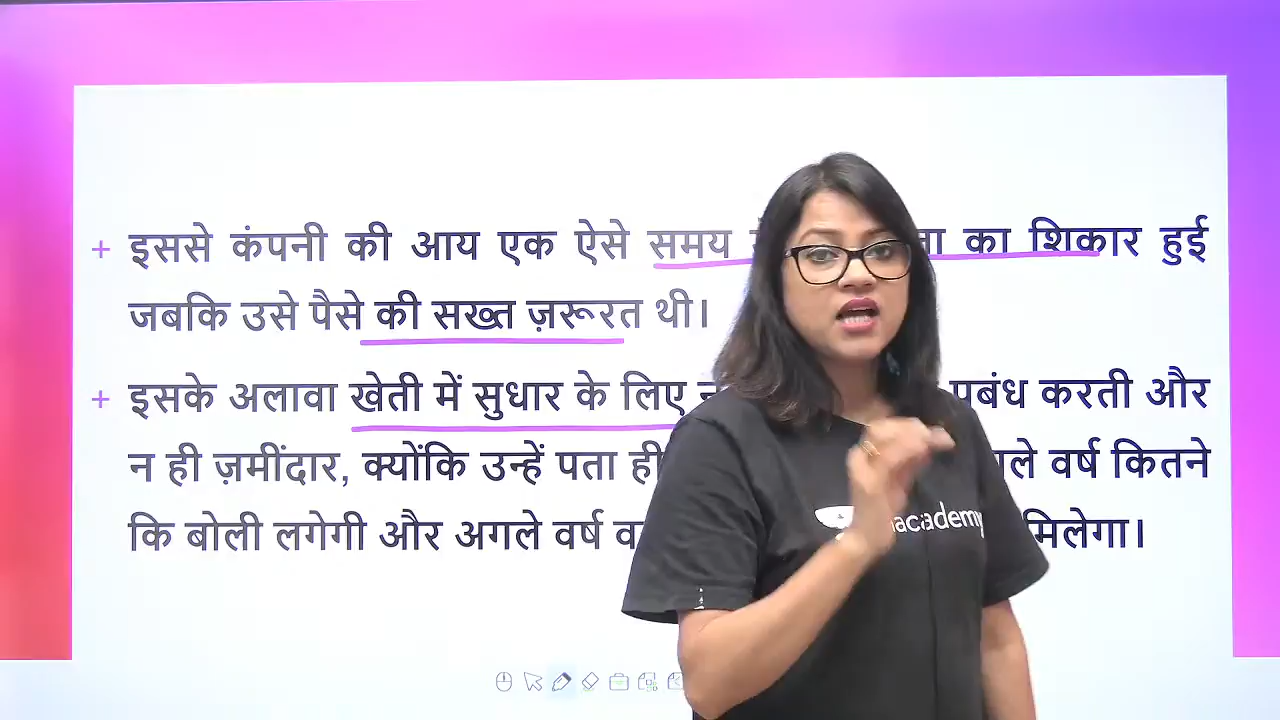 + इससे कंपनी की आय एक ऐसे समय का शिकार हुई
जबकि उसे पैसे की सख्त ज़रूरत थी।
+ इसके अलावा खेती में सुधार के लिए प्रबंध करती और
न ही ज़मींदार, क्योंकि उन्हें पता ही वर्ष कितने
कि बोली लगेगी और अगले वर्ष मिलेगा।